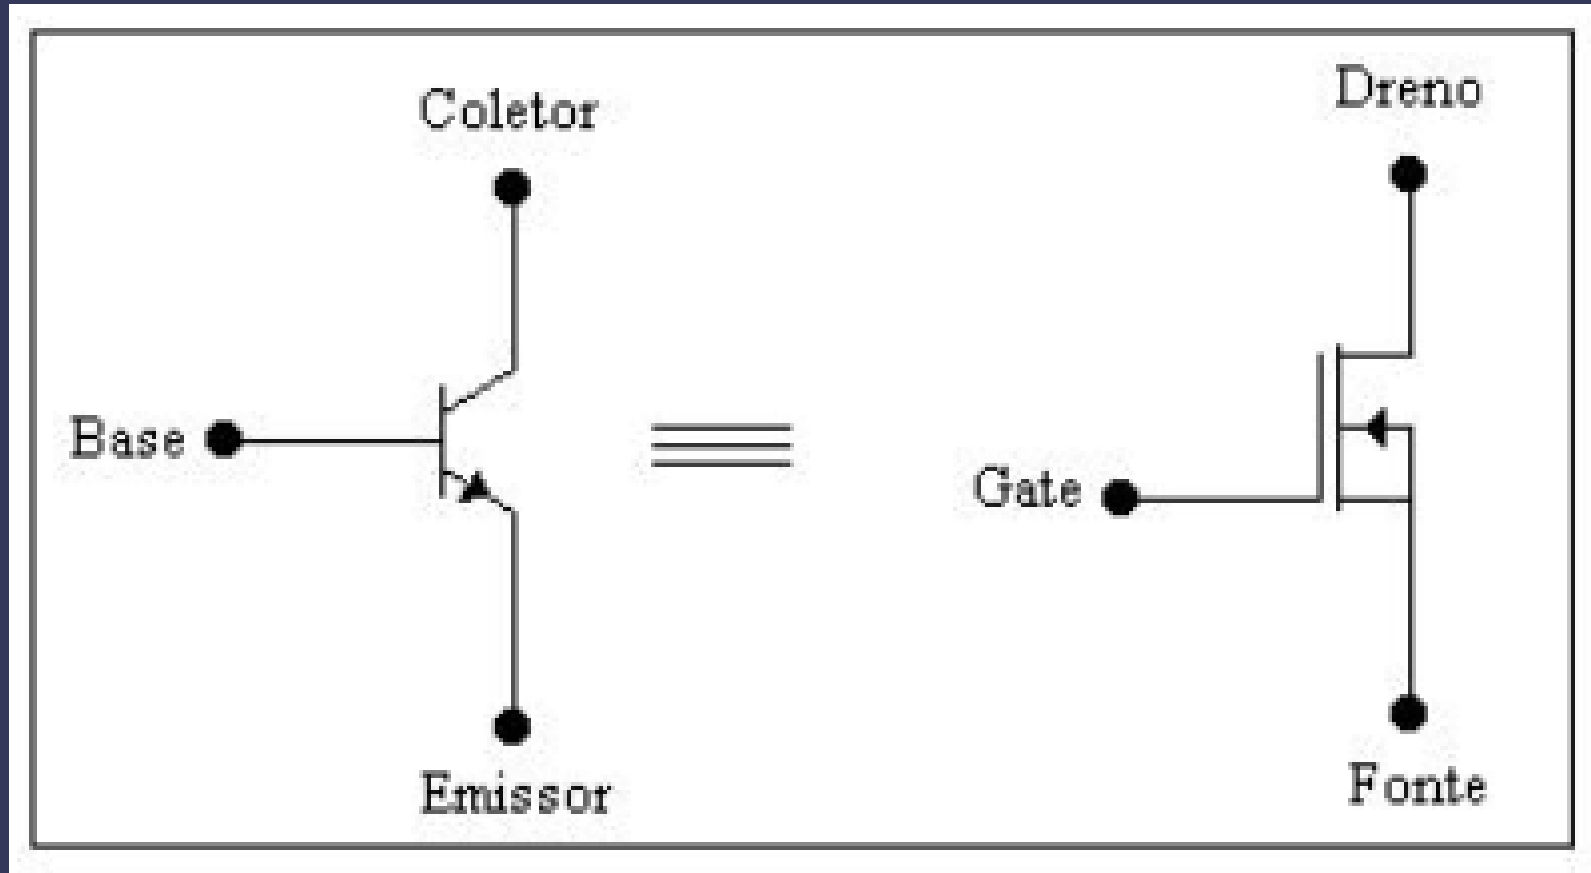 Coletor
Dreno
Base
Gate
Emissor
Fonte